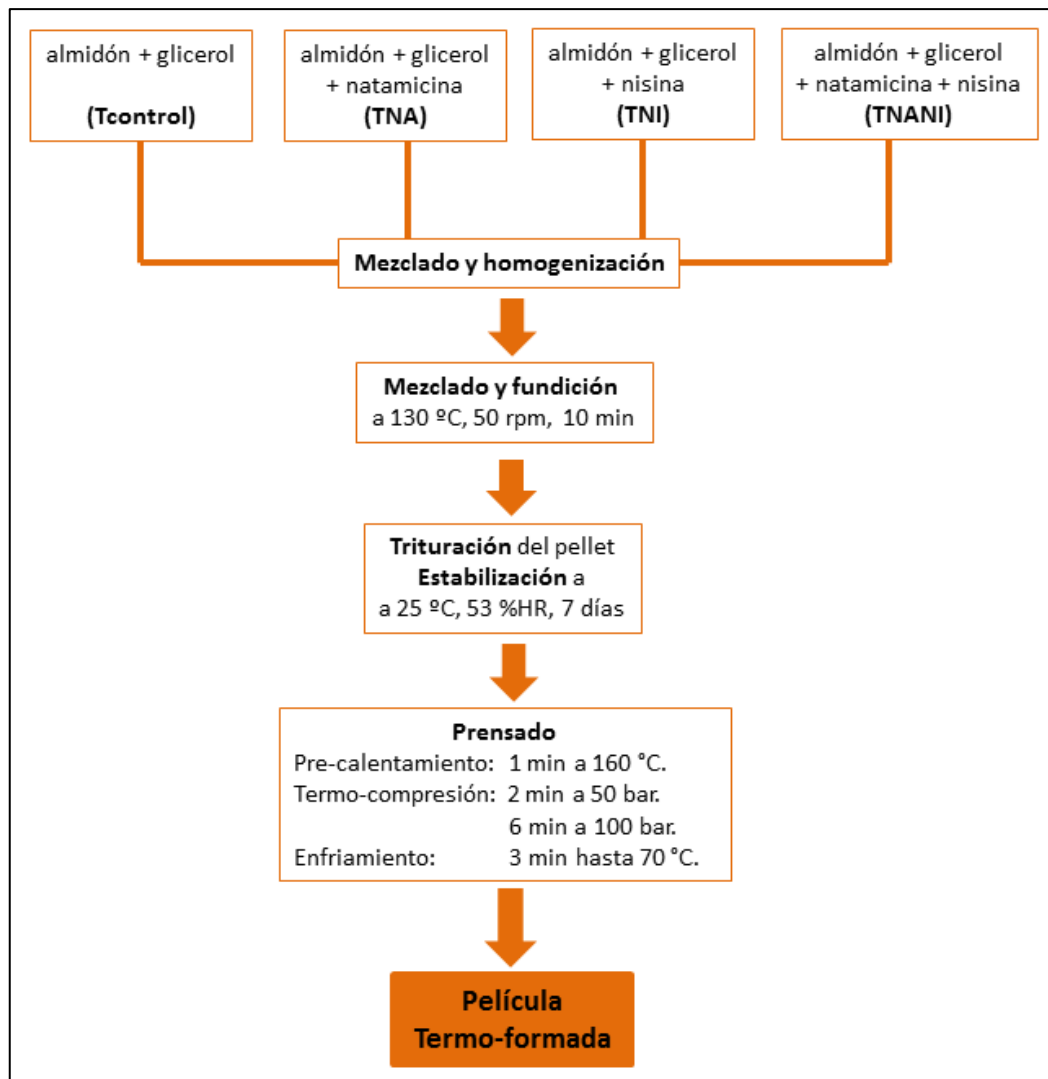 almidón + glicerol
(Tcontrol)
almidón + glicerol
+ natamicina
(TNA)
almidón + glicerol
+ nisina
(TNI)
almidón + glicerol
+ natamicina + nisina
(TNANI)
Mezclado y homogenización
Mezclado y fundición
a 130 ºC, 50 rpm, 10 min
Trituración del pellet
Estabilización a
a 25 ºC, 53 %HR, 7 días
Prensado
Pre-calentamiento: 1 min a 160 °C.
Termo-compresión: 2 min a 50 bar.
6 min a 100 bar.
Enfriamiento: 3 min hasta 70 °C.
Película
Termo-formada